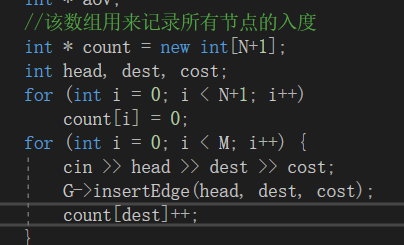 int * aov;
//该数组用来记录所有节点的入度
int * count = new int[N+1];
int head, dest, cost;
for (int i = 0; i < N+1; i++)
    count[i] = 0;
for (int i = 0; i < M; i++) {
    cin >> head >> dest >> cost;
    G->insertEdge(head, dest, cost);
    count[dest]++;
}